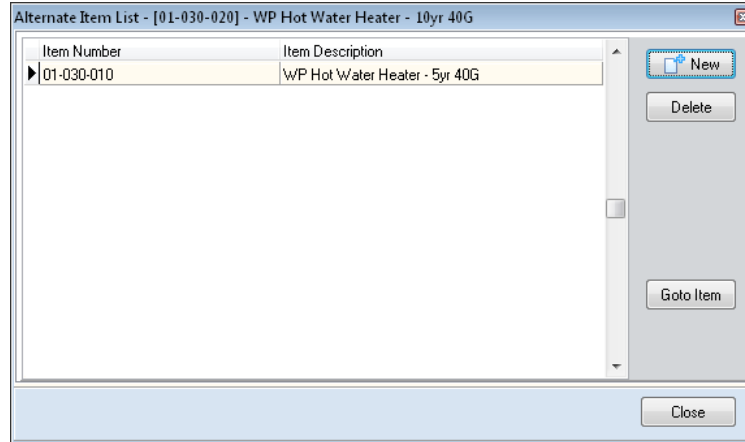 Alternate Item List - [01-030-020] - WP Hot Water Heater - 10yr 40G
Item Number Item Description
01-030-010 WP Hot Water Heater - 5yr 40G
New
Delete
Goto Item
Close